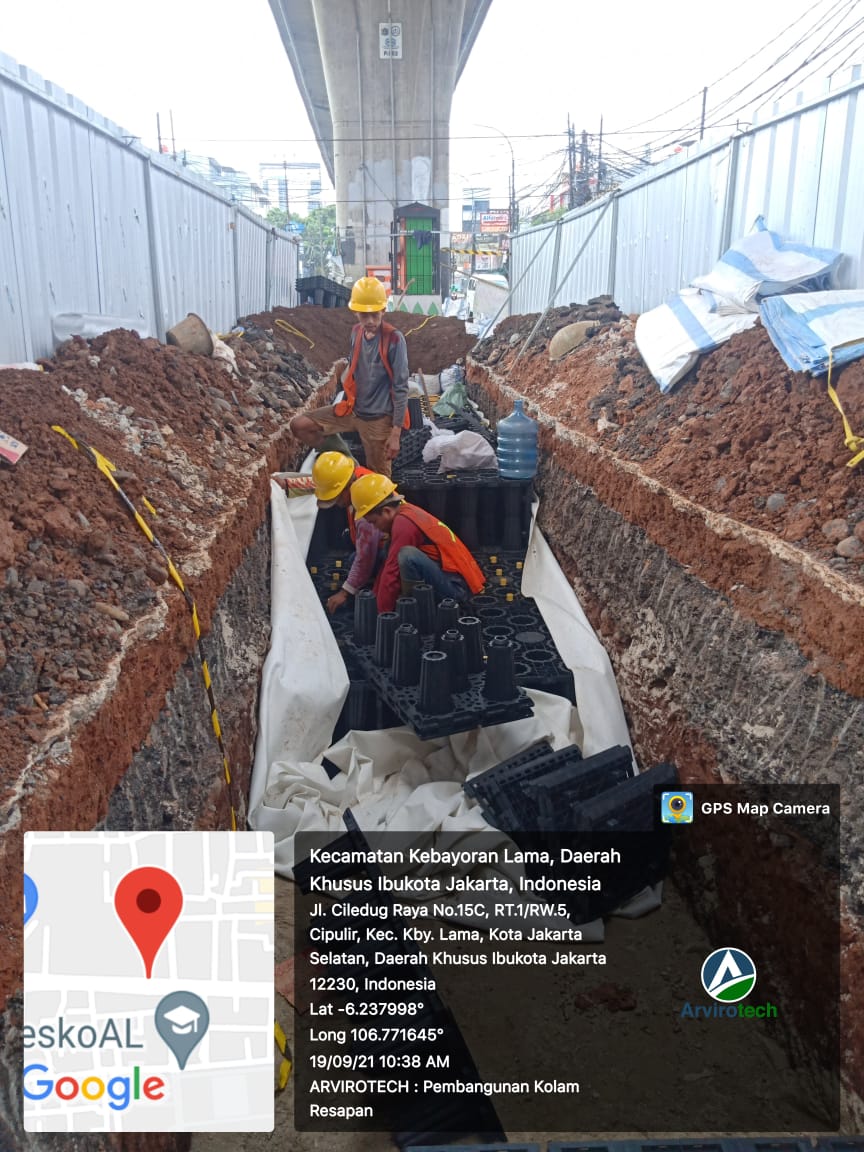 GPS Map Camera
Kecamatan Kebayoran Lama, Daerah
Khusus Ibukota Jakarta, Indonesia
Jl. Ciledug Raya No.15C, RT.1/RW.5,
Cipulir, Kec. Kby. Lama, Kota Jakarta
Selatan, Daerah Khusus Ibukota Jakarta
12230, Indonesia
Lat -6.237998°
Long 106.771645°
19/09/21 10:38 AM
ARVIROTECH : Pembangunan Kolam
Resapan
eskoAL
Google
Arvirotech